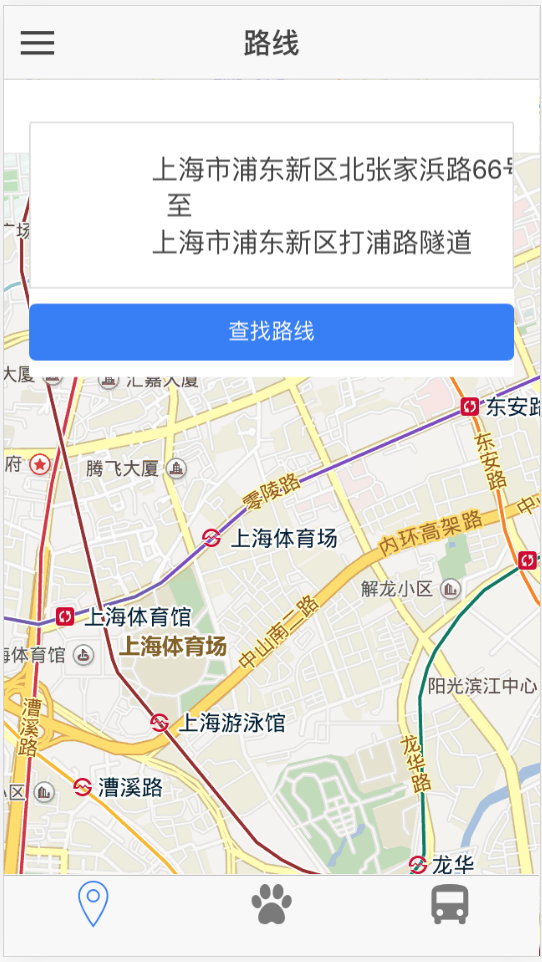 路线
上海市浦东新区北张家浜路66号
至
上海市浦东新区打浦路隧道
查找路线
广场
大厦
汇嘉大厦
东安路
府
腾飞大厦
东安路
零陵路
内环高架路
中
上海体育场
解龙小区
上海体育馆
上海体育场
中山南二路
海体育馆
阳光滨江中心
漕溪路
上海游泳馆
龙华路
漕溪路
小区
龙华